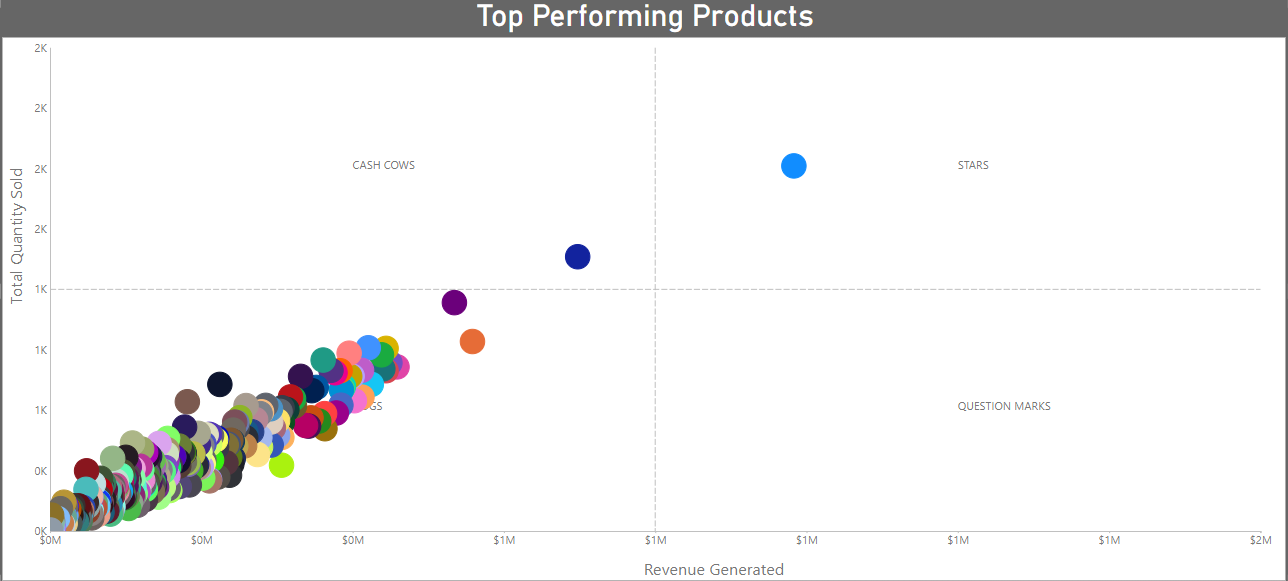 Top Performing Products
Total Quantity Sold
2K
2K
2K
2K
1K
1K
1K
0K
0K
CASH COWS
STARS
QUESTION MARKS
$0M
$0M
$0M
$1M
$1M
$1M
$1M
$1M
$2M
Revenue Generated